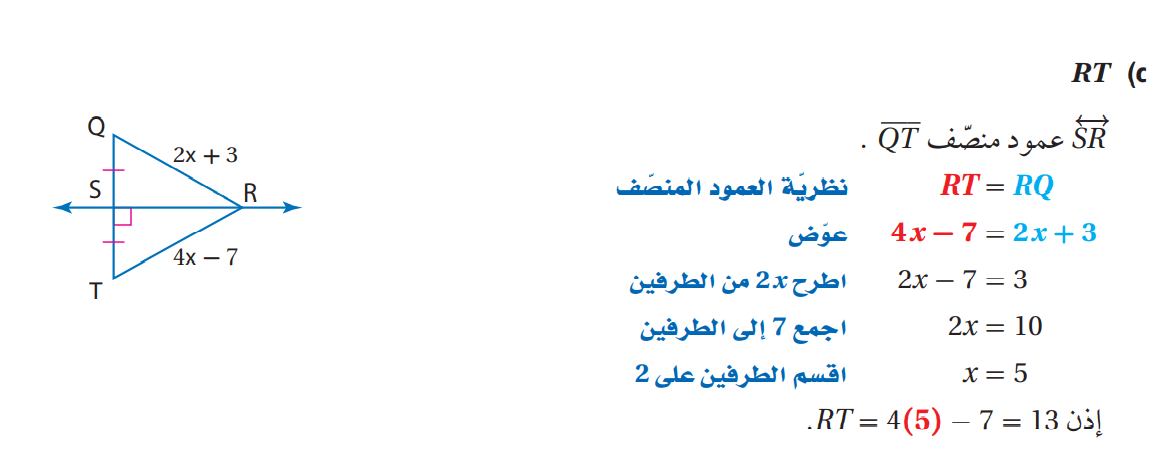 c) RT
SR عمود منصّف QT .
RT = RQ نظريّة العمود المنصّف
4x − 7 = 2x + 3 عوّض
2x − 7 = 3 اطرح 2x من الطرفين
2x = 10 اجمع 7 إلى الطرفين
x = 5 اقسم الطرفين على 2
إذن RT = 4(5) − 7 = 13.
Q
2x + 3
S
R
4x − 7
T